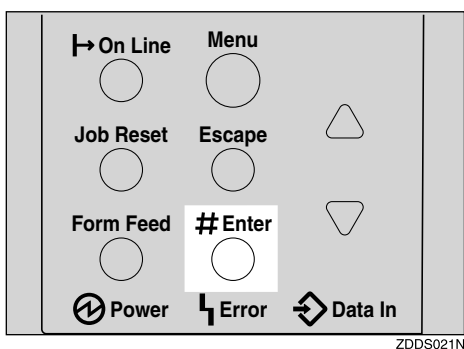 On Line Menu
Job Reset Escape
Form Feed # Enter
Power Error Data In
ZDDS021N